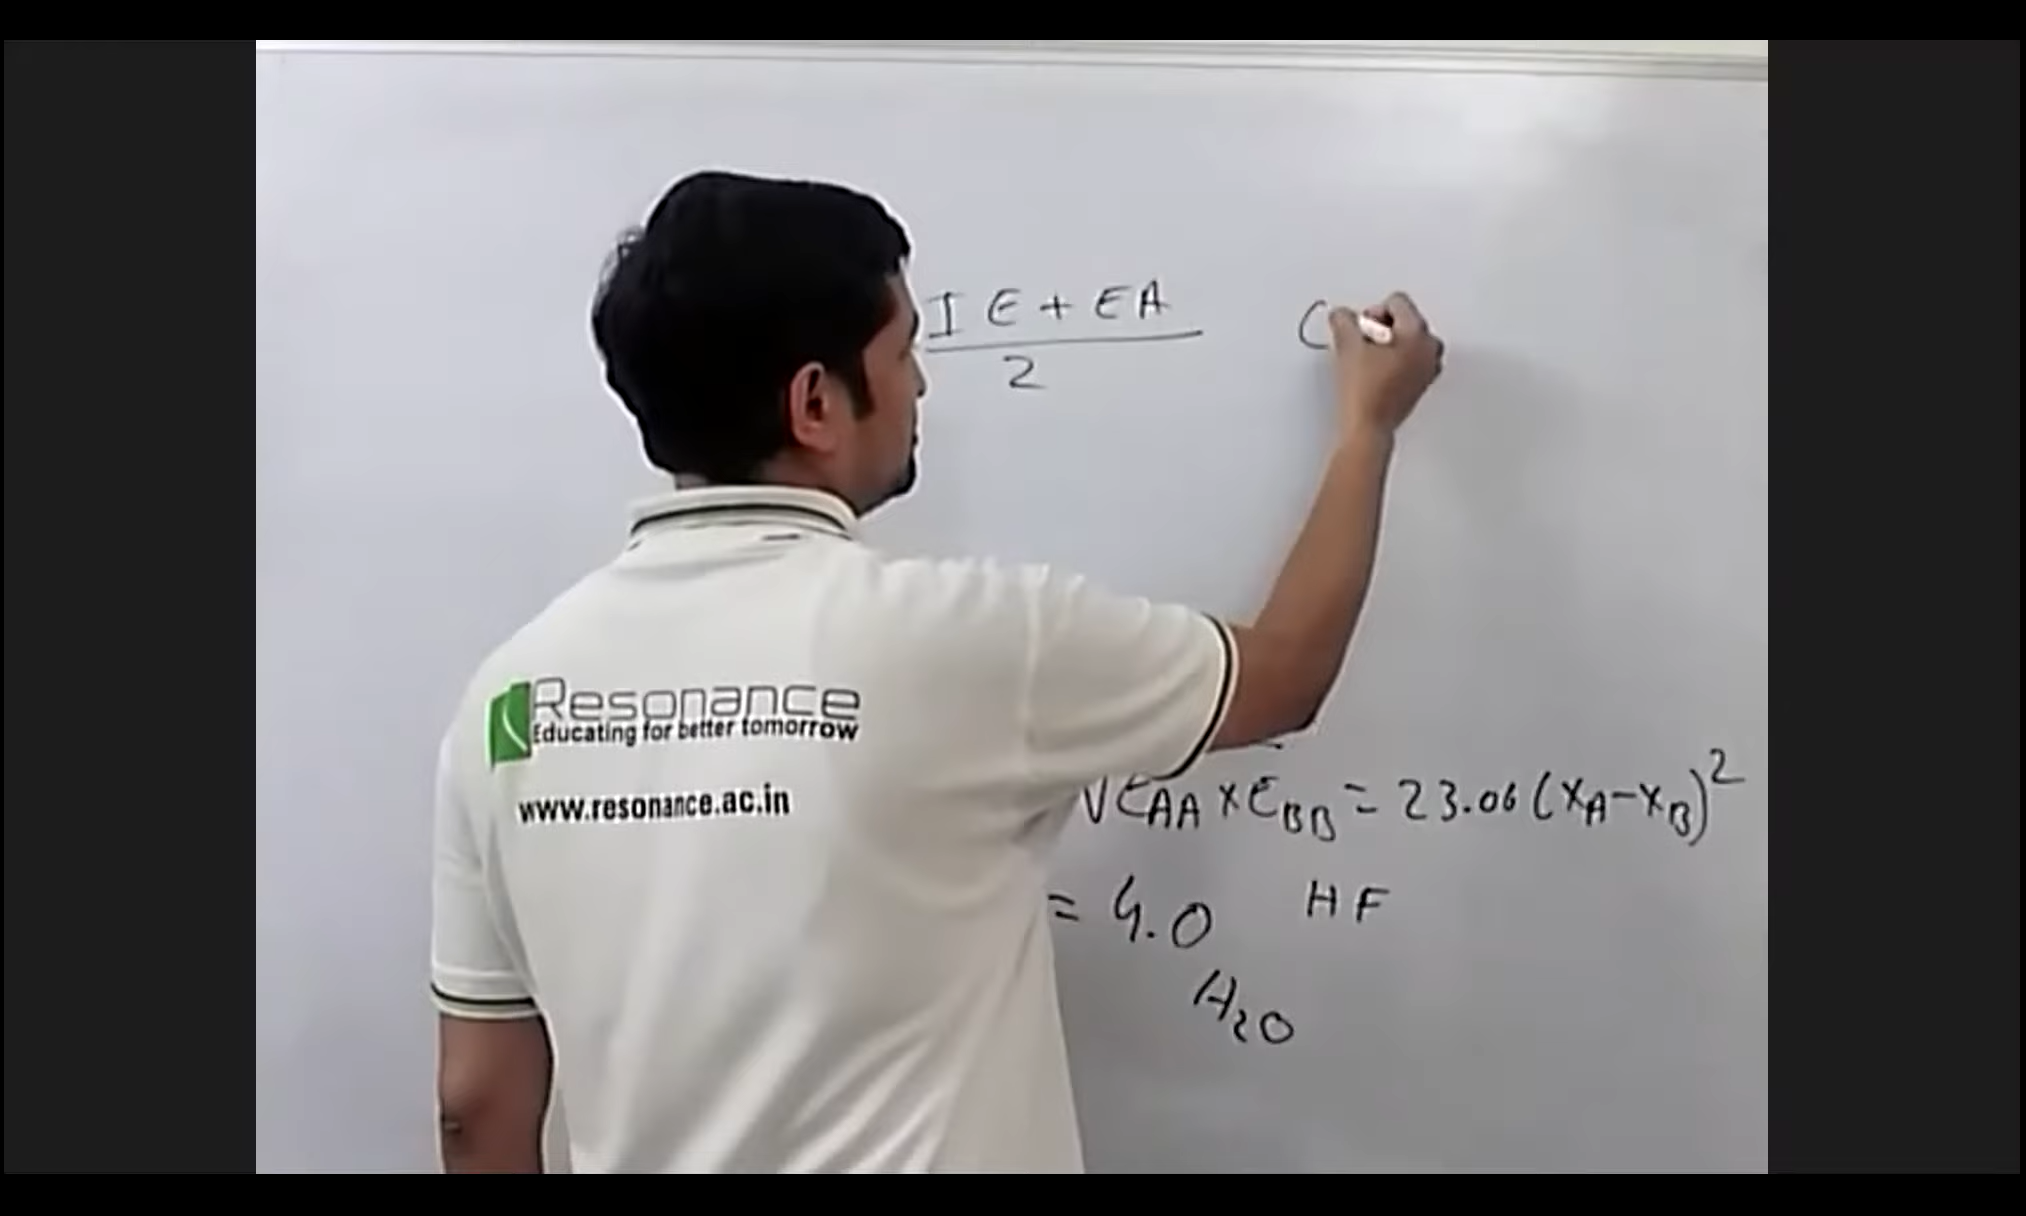 IE + EA
2
(
Resonance
Educating for better tomorrow
www.resonance.ac.in
√EAA × EBB = 23.06 (XA – XB)²
= 4.0 HF
H₂O